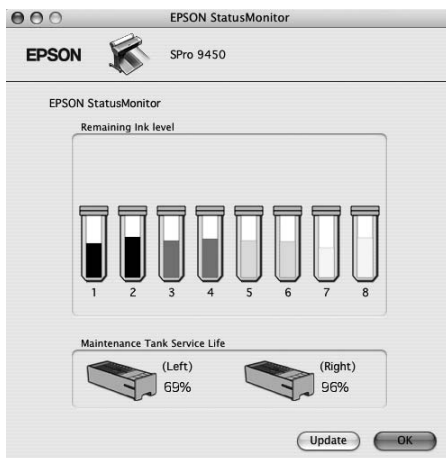 EPSON StatusMonitor
EPSON SPro 9450
EPSON StatusMonitor
Remaining Ink level
1 2 3 4 5 6 7 8
Maintenance Tank Service Life
(Left) (Right)
69% 96%
Update OK